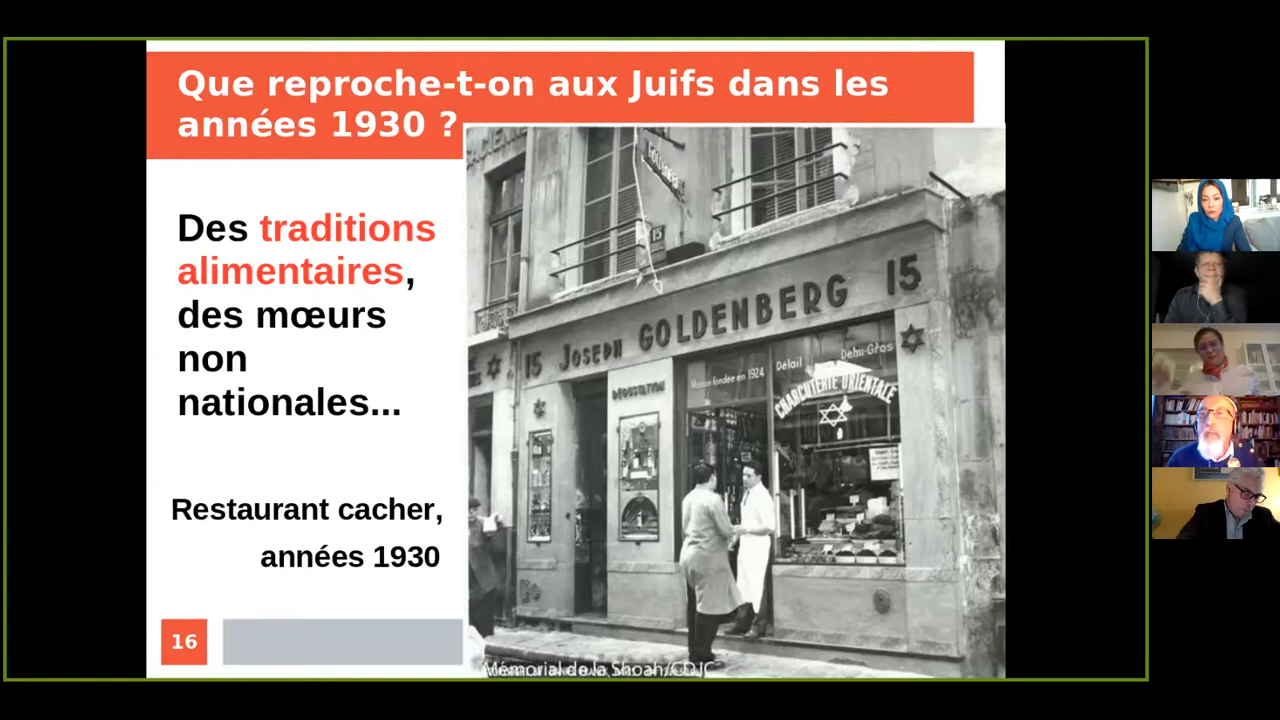 Que reproche-t-on aux Juifs dans les
années 1930 ?
Des traditions
alimentaires,
des mœurs
non
nationales...
Restaurant cacher,
années 1930
16
15
15 JOSEPH GOLDENBERG 15
DÉGUSTATION
Maison fondée en 1924
Détail
Demi-Gros
CHARCUTERIE ORIENTALE
Mémorial de la Shoah/CDJC